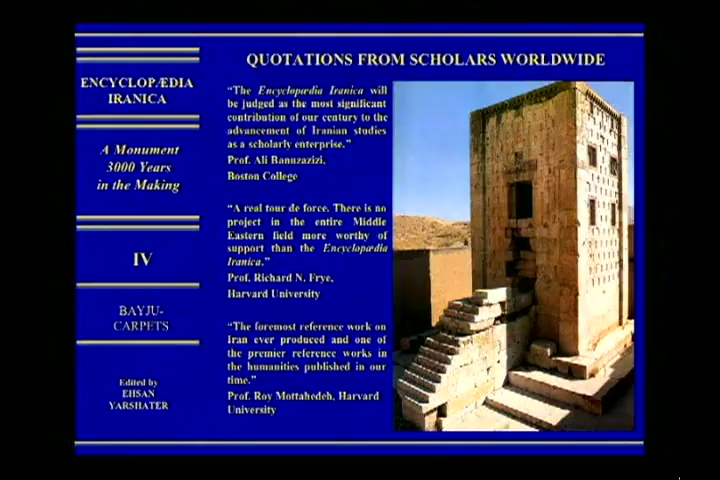 ENCYCLOPÆDIA
IRANICA
A Monument
3000 Years
in the Making
IV
BAYJU-
CARPETS
Edited by
EHSAN
YARSHATER
QUOTATIONS FROM SCHOLARS WORLDWIDE
“The Encyclopædia Iranica will
be judged as the most significant
contribution of our century to the
advancement of Iranian studies
as a scholarly enterprise.”
Prof. Ali Banuzazizi,
Boston College
“A real tour de force. There is no
project in the entire Middle
Eastern field more worthy of
support than the Encyclopædia
Iranica.”
Prof. Richard N. Frye,
Harvard University
“The foremost reference work on
Iran ever produced and one of
the premier reference works in
the humanities published in our
time.”
Prof. Roy Mottahedeh, Harvard
University